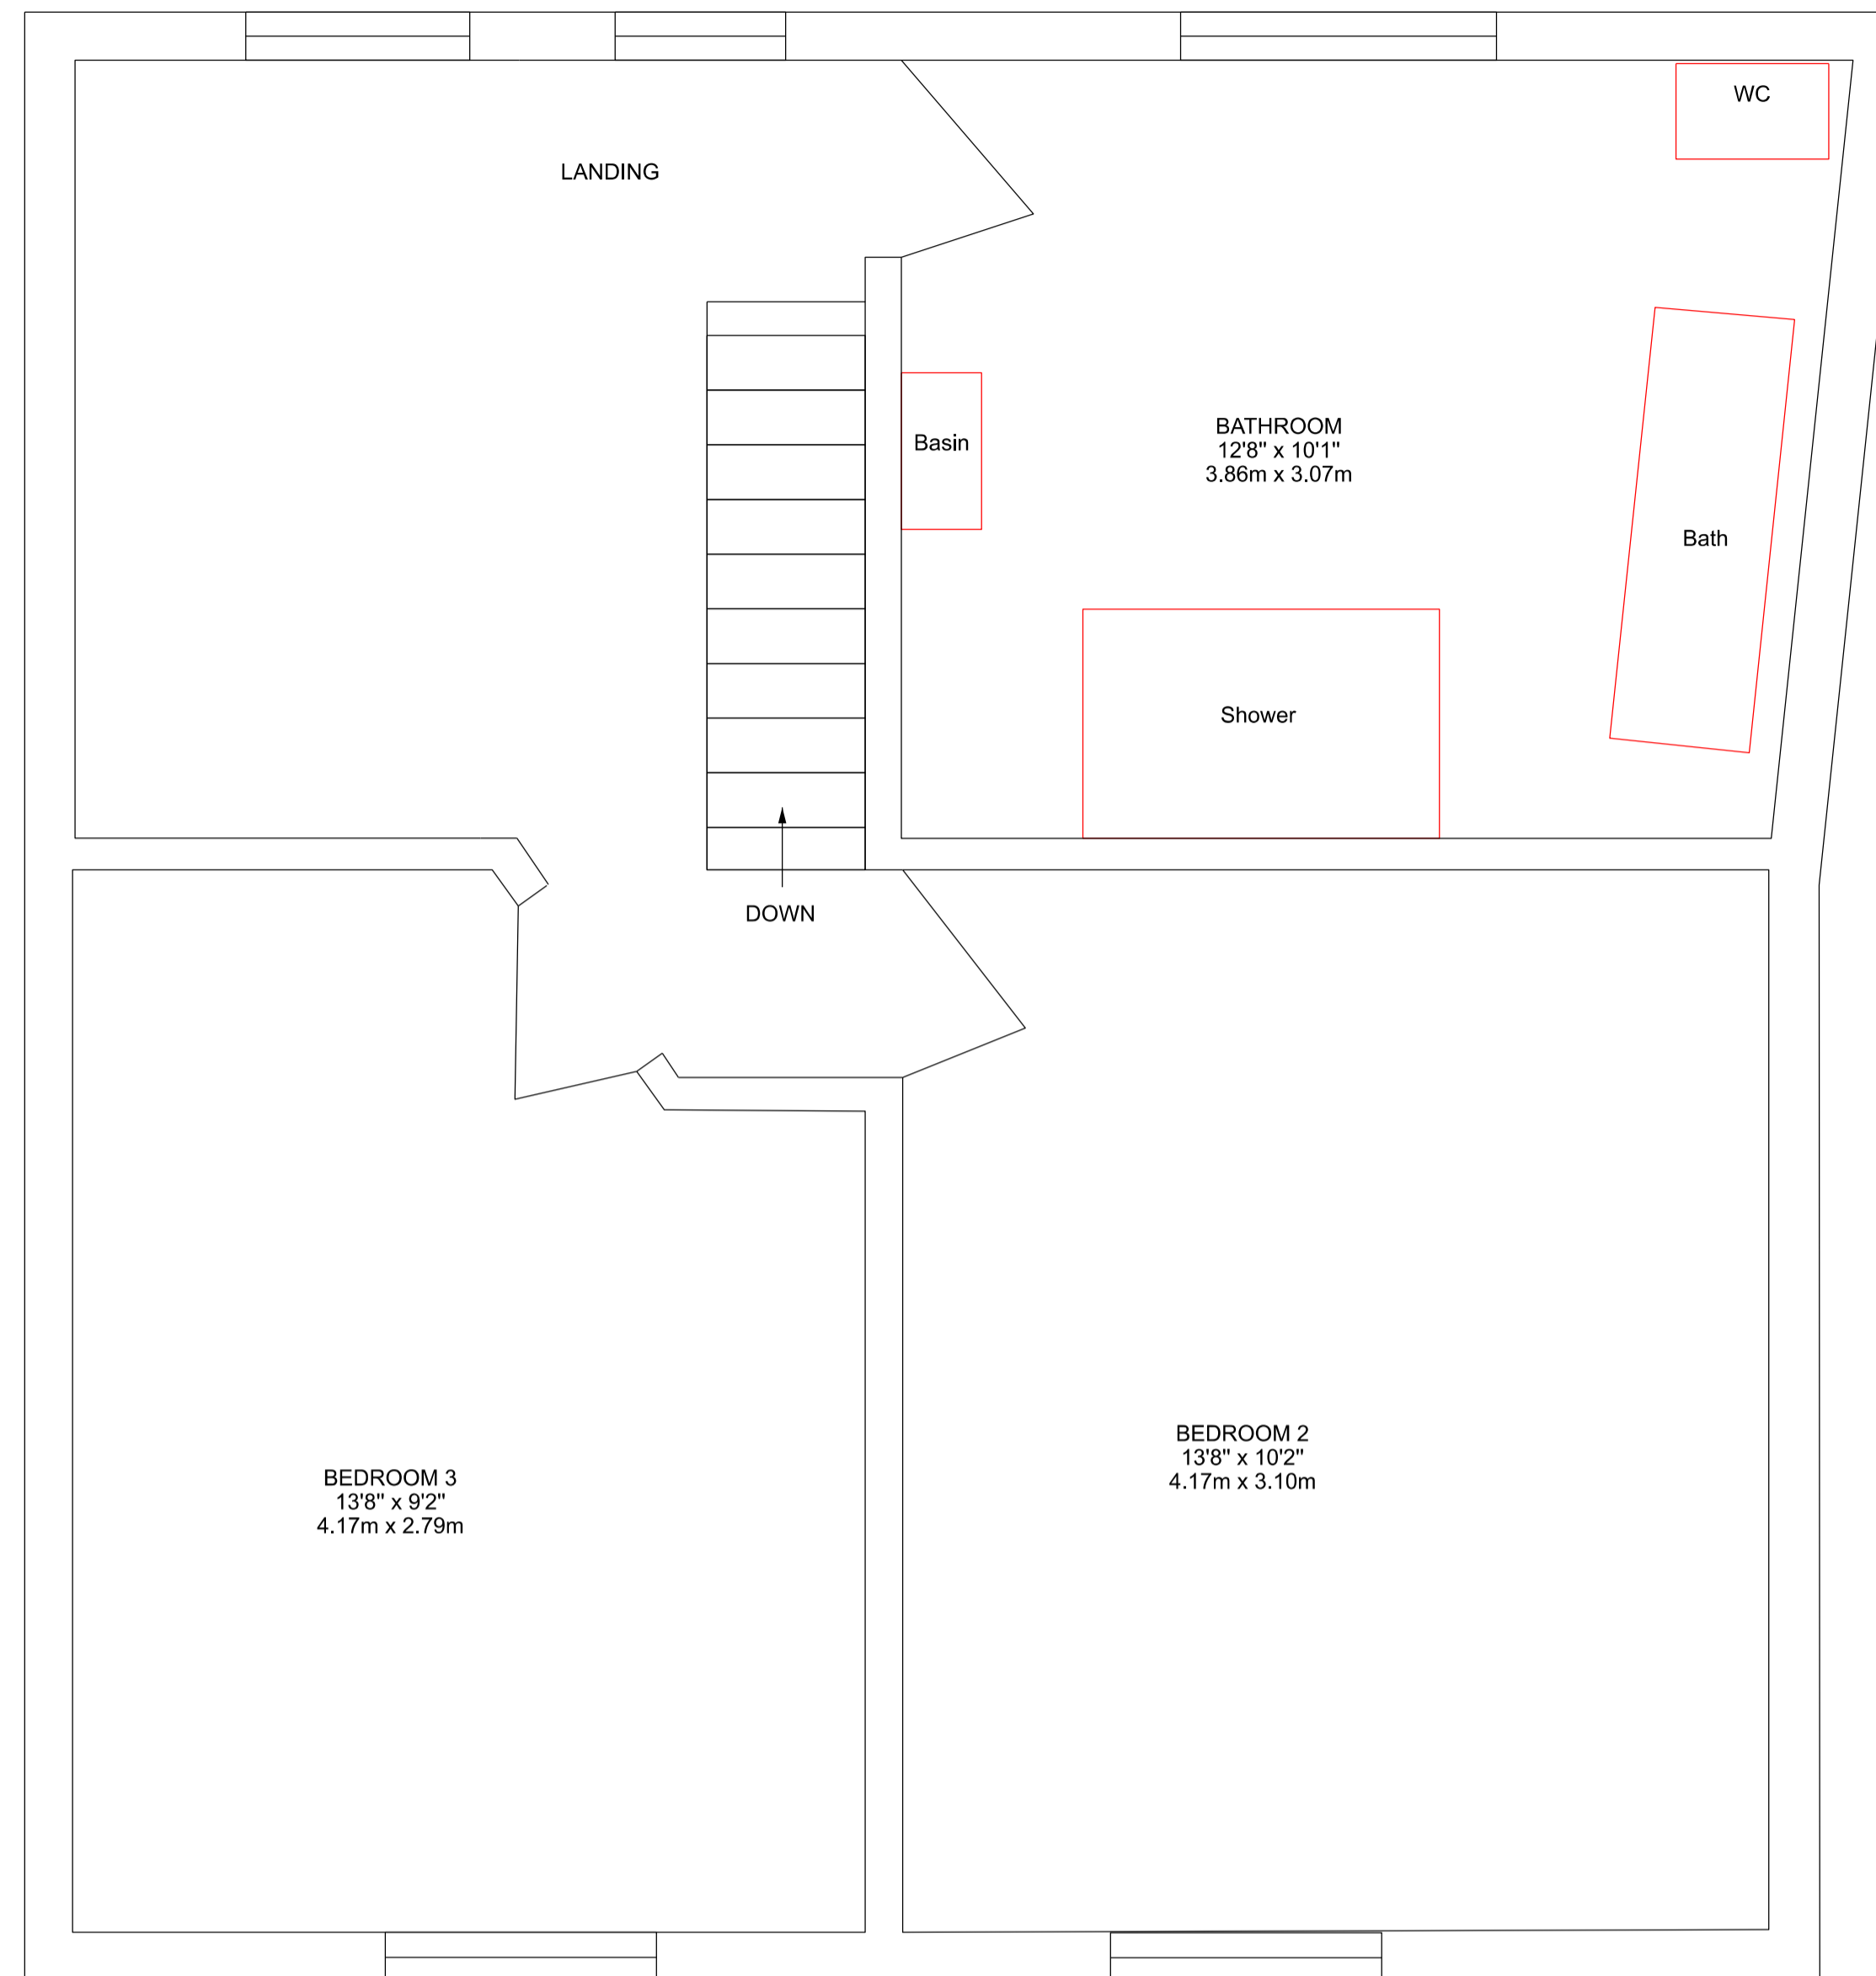 WC
LANDING
BATHROOM
12'8" x 10'1"
3.86m x 3.07m
Basin
Bath
Shower
DOWN
BEDROOM 2
13'8" x 10'2"
4.17m x 3.10m
BEDROOM 3
13'8" x 9'2"
4.17m x 2.79m